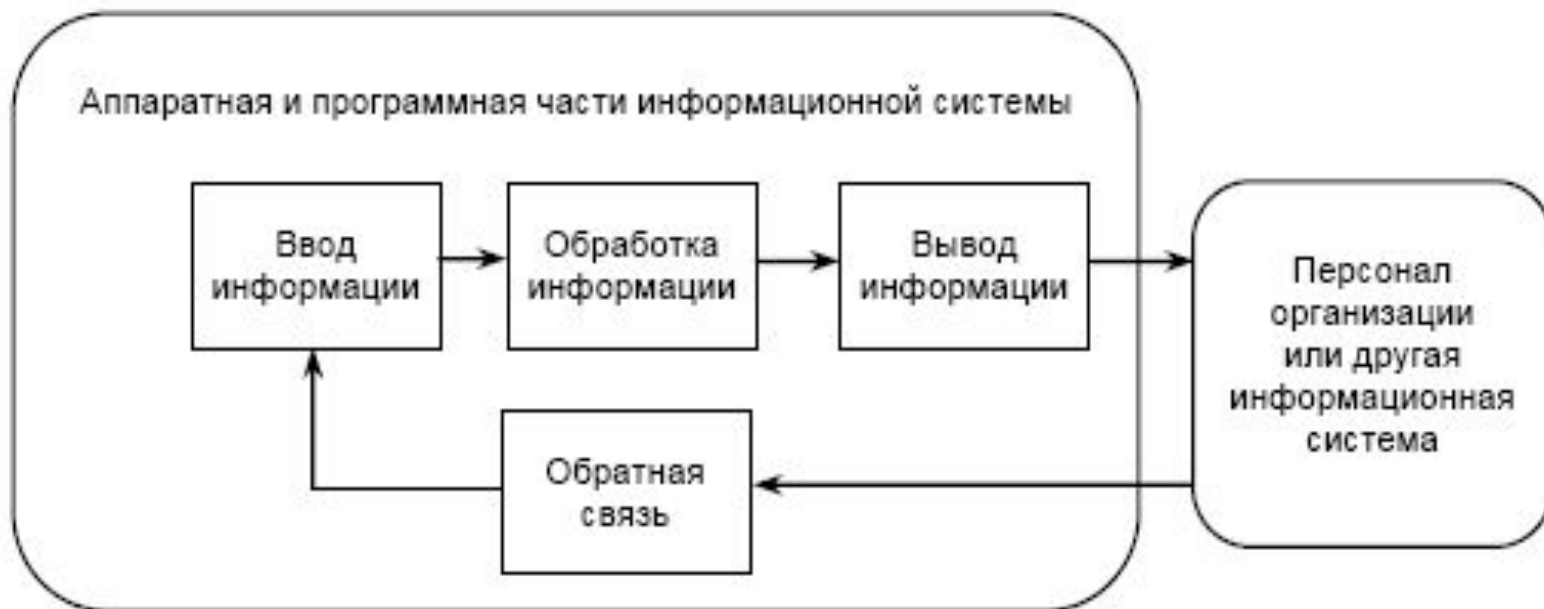 Аппаратная и программная части информационной системы
Ввод
информации
Обработка
информации
Вывод
информации
Персонал
организации
или другая
информационная
система
Обратная
связь